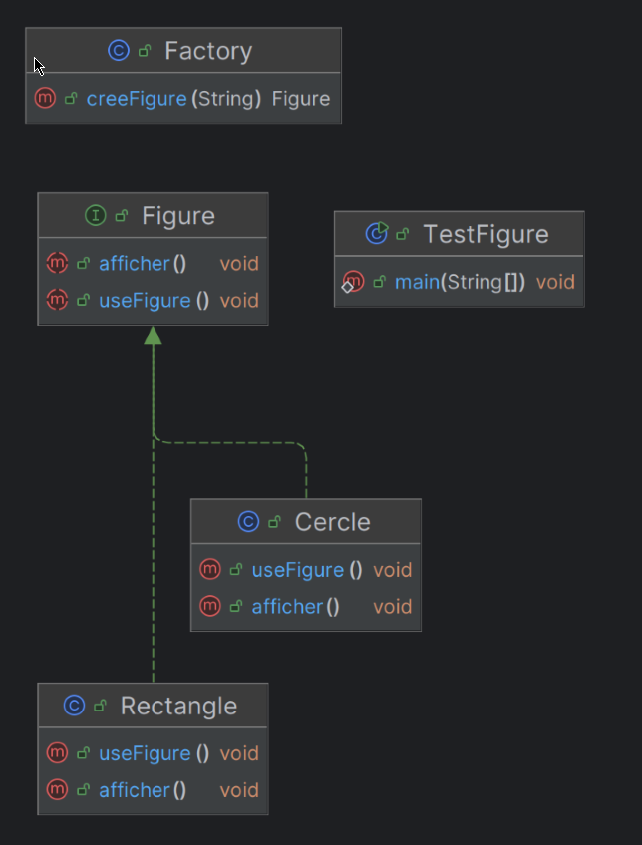 Factory
creeFigure(String) Figure
Figure
afficher() void
useFigure() void
TestFigure
main(String[]) void
Cercle
useFigure() void
afficher() void
Rectangle
useFigure() void
afficher() void